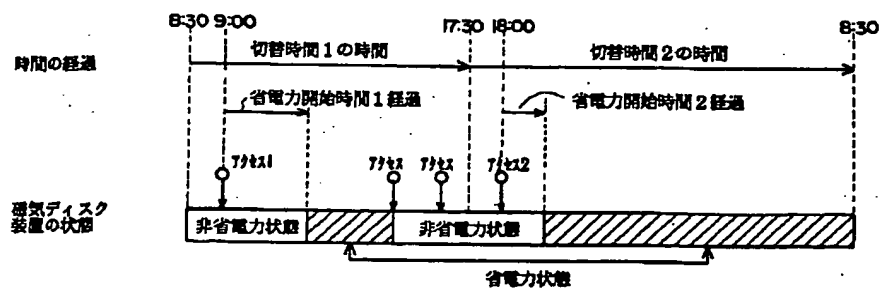 8:30 9:00 17:30 18:00 8:30
時間の経過
切替時間1の時間
切替時間2の時間
省電力開始時間1経過
省電力開始時間2経過
アクセス1
アクセス
アクセス
アクセス2
磁気ディスク
装置の状態
非省電力状態
非省電力状態
省電力状態